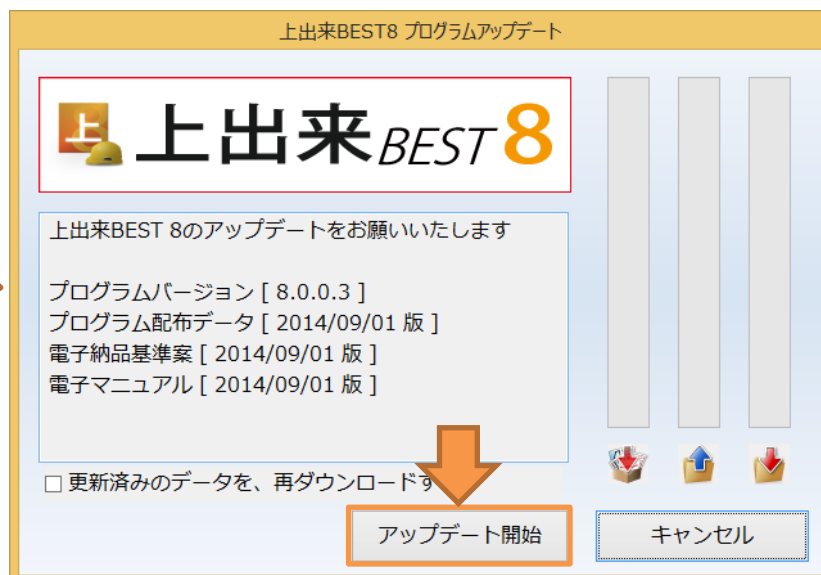 上出来BEST8 プログラムアップデート
上
上出来BEST 8
上出来BEST 8のアップデートをお願いいたします
プログラムバージョン [ 8.0.0.3 ]
プログラム配布データ [ 2014/09/01 版 ]
電子納品基準案 [ 2014/09/01 版 ]
電子マニュアル [ 2014/09/01 版 ]
更新済みのデータを、再ダウンロードす
アップデート開始
キャンセル